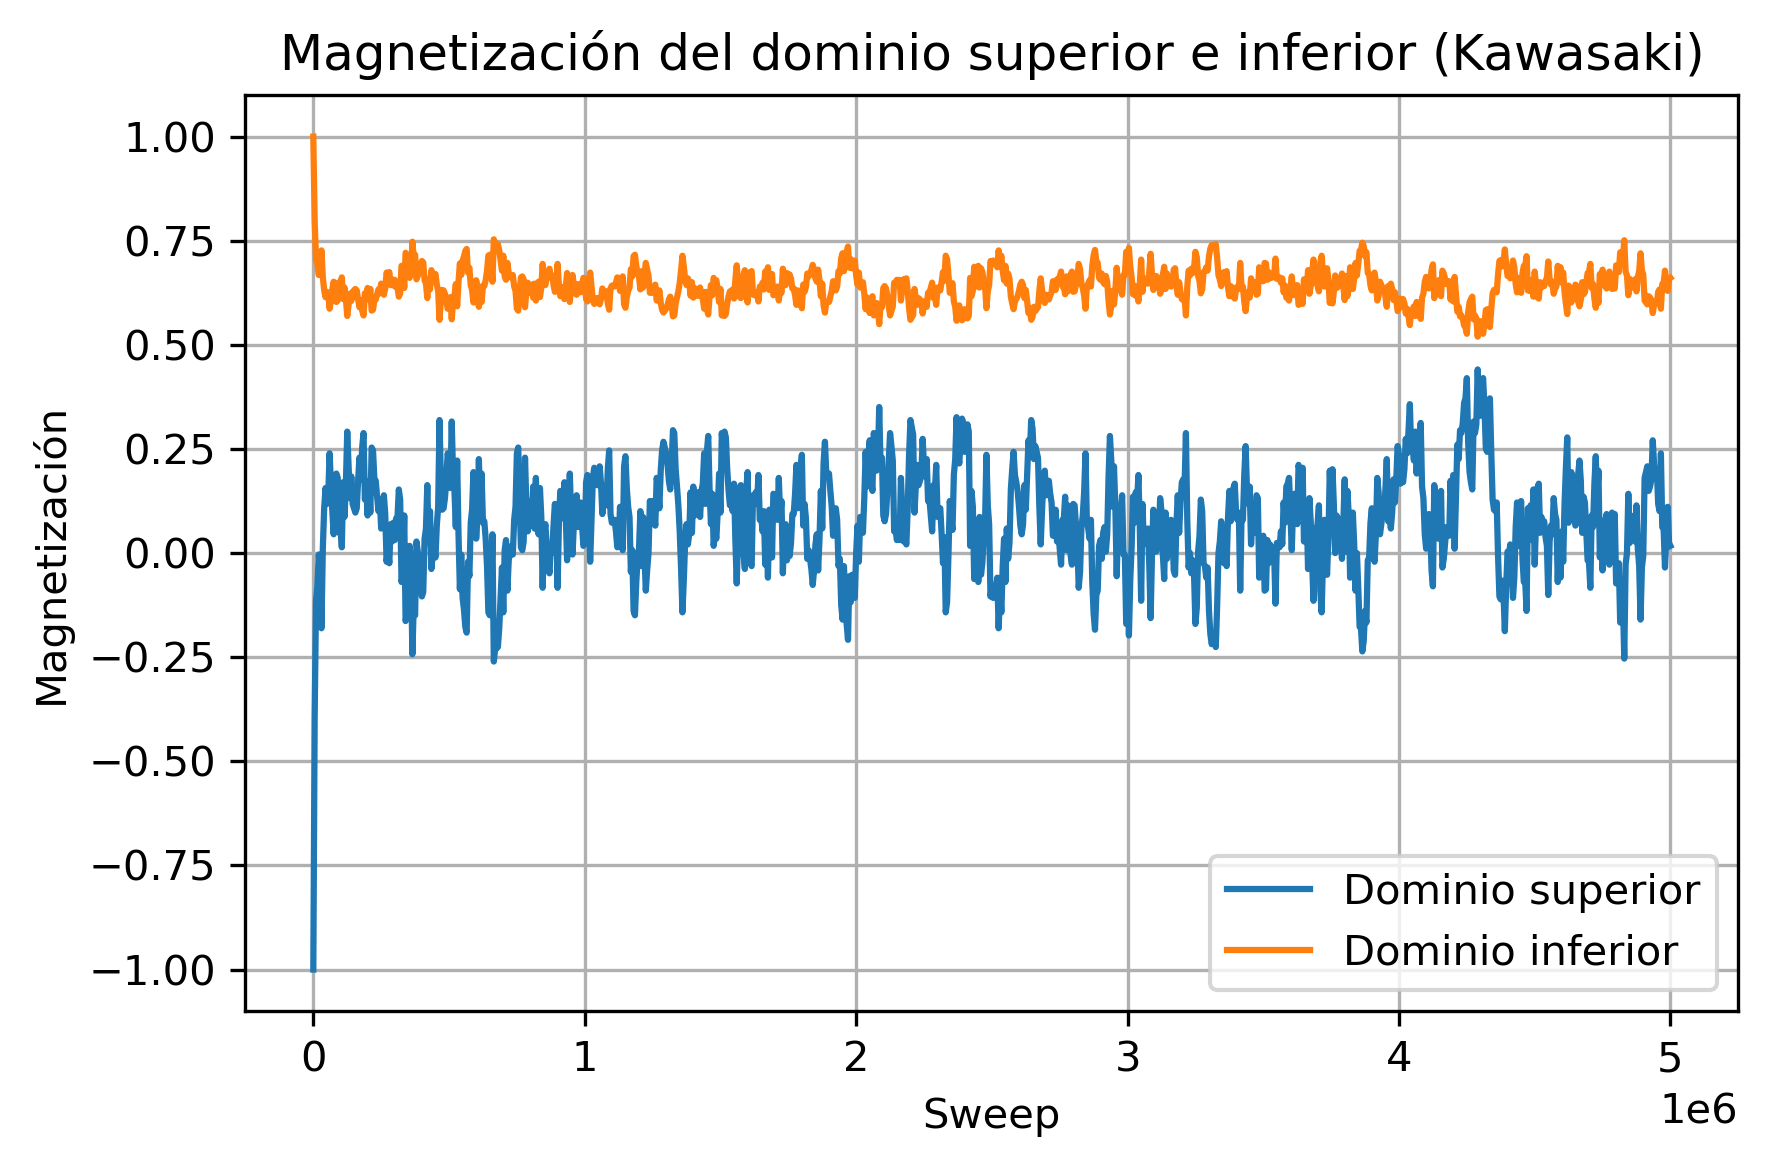 Magnetización del dominio superior e inferior (Kawasaki)
Magnetización
1.00
0.75
0.50
0.25
0.00
−0.25
−0.50
−0.75
−1.00
Dominio superior
Dominio inferior
0 1 2 3 4 5
1e6
Sweep